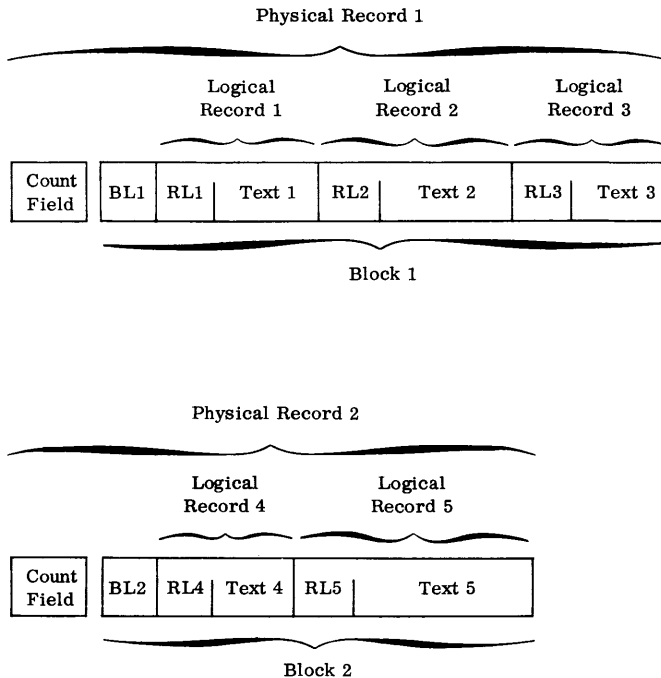 Physical Record 1
Logical Record 1
Logical Record 2
Logical Record 3
Count Field
BL1 RL1 Text 1 RL2 Text 2 RL3 Text 3
Block 1
Physical Record 2
Logical Record 4
Logical Record 5
Count Field
BL2 RL4 Text 4 RL5 Text 5
Block 2